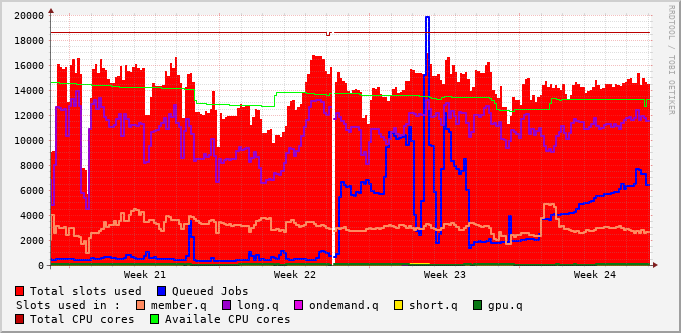 20000
18000
16000
14000
12000
10000
8000
6000
4000
2000
0
Week 21 Week 22 Week 23 Week 24
RRDTOOL / TOBI OETIKER
Total slots used Queued Jobs
Slots used in : member.q long.q ondemand.q short.q gpu.q
Total CPU cores Availale CPU cores